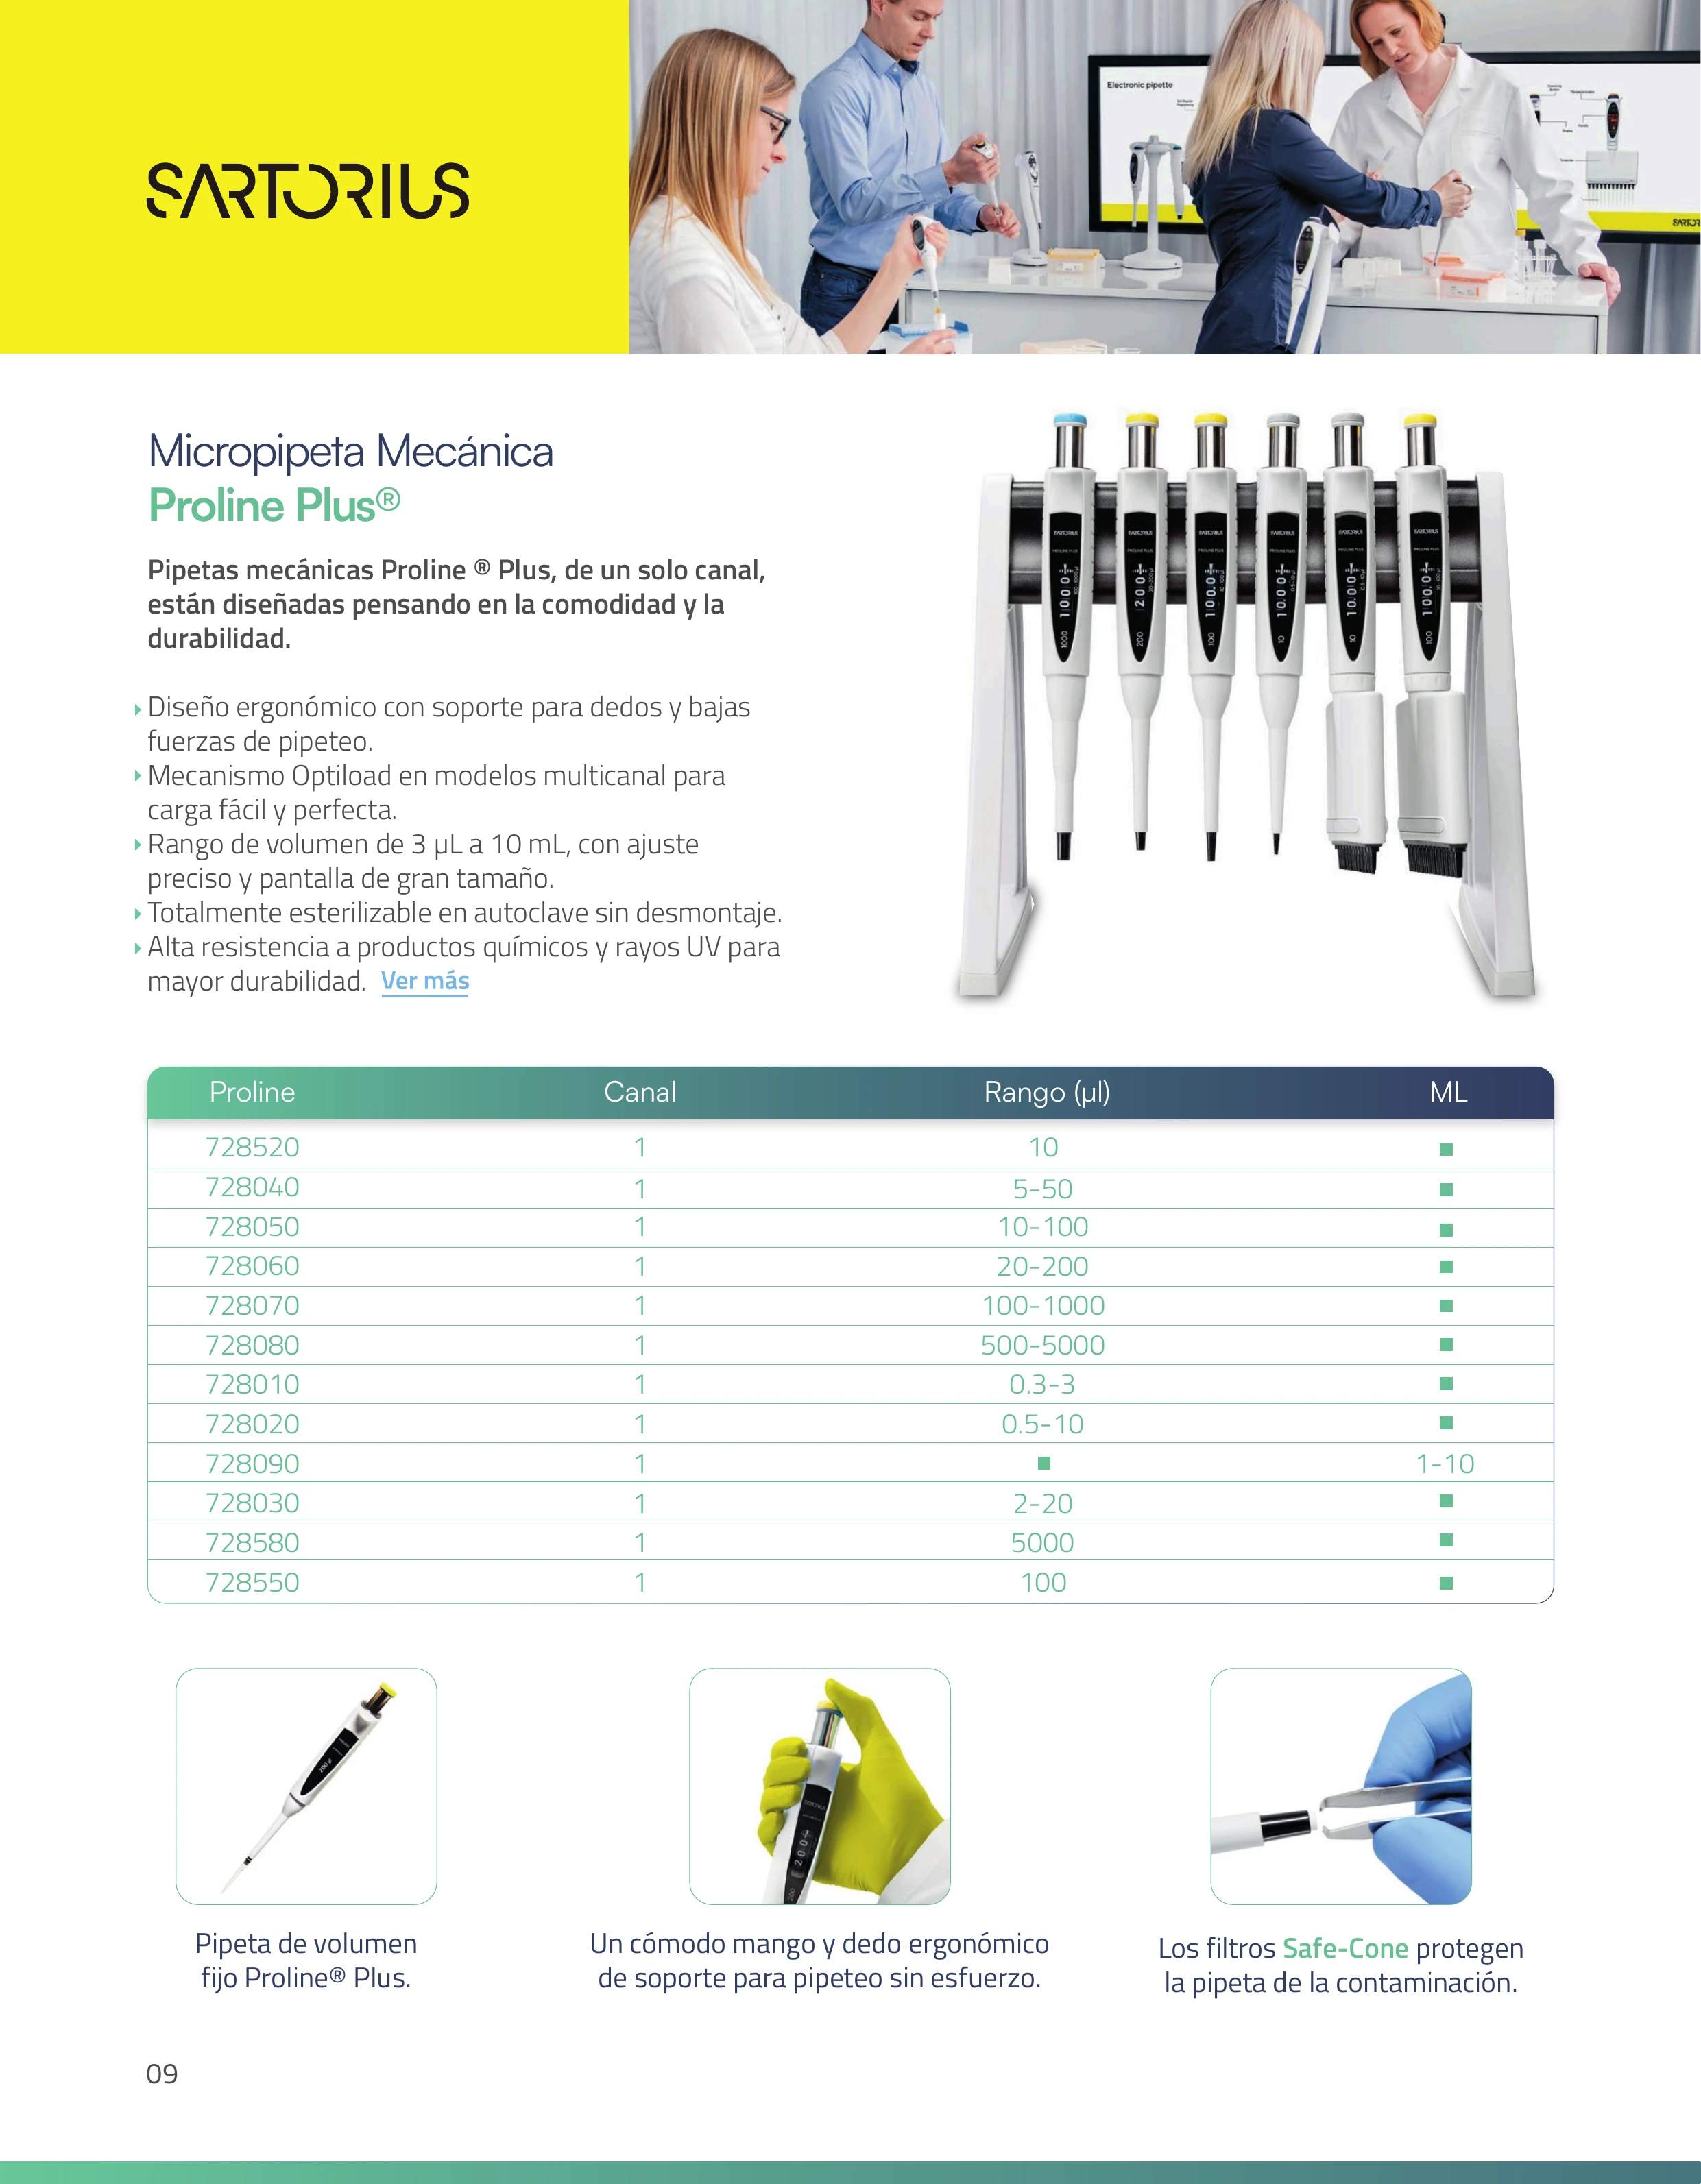 SARTORIUS
Electronic pipette
Micropipeta Mecánica
Proline Plus®
Pipetas mecánicas Proline ® Plus, de un solo canal,
están diseñadas pensando en la comodidad y la
durabilidad.
Diseño ergonómico con soporte para dedos y bajas
fuerzas de pipeteo.
Mecanismo Optiload en modelos multicanal para
carga fácil y perfecta.
Rango de volumen de 3 µL a 10 mL, con ajuste
preciso y pantalla de gran tamaño.
Totalmente esterilizable en autoclave sin desmontaje.
Alta resistencia a productos químicos y rayos UV para
mayor durabilidad. Ver más
Proline Canal Rango (µl) ML
728520 1 10 ■
728040 1 5-50 ■
728050 1 10-100 ■
728060 1 20-200 ■
728070 1 100-1000 ■
728080 1 500-5000 ■
728010 1 0.3-3 ■
728020 1 0.5-10 ■
728090 1 ■ 1-10
728030 1 2-20 ■
728580 1 5000 ■
728550 1 100 ■
Pipeta de volumen
fijo Proline® Plus.
Un cómodo mango y dedo ergonómico
de soporte para pipeteo sin esfuerzo.
Los filtros Safe-Cone protegen
la pipeta de la contaminación.
09